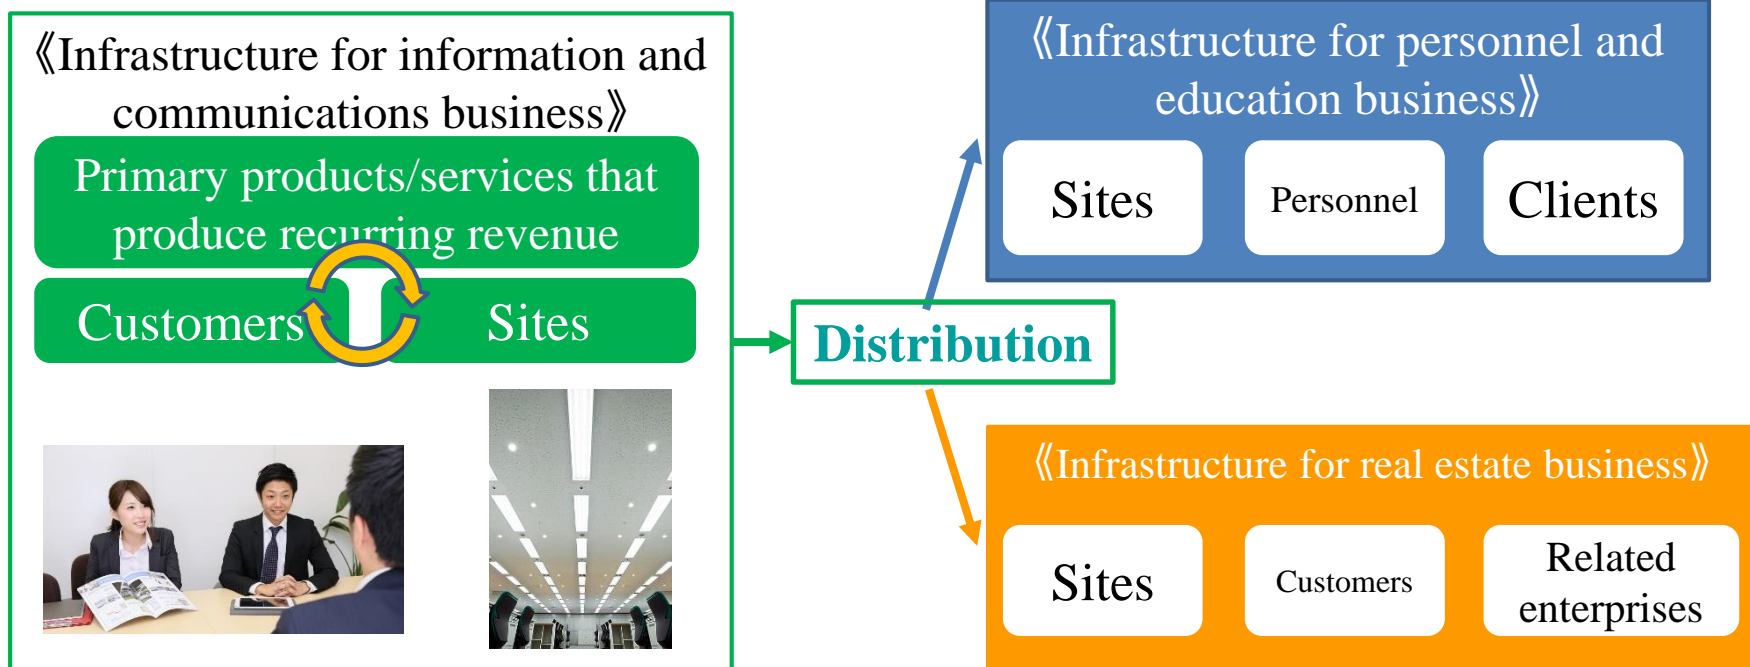 《Infrastructure for information and
communications business》
Primary products/services that
produce recurring revenue
Customers
Sites
Distribution
《Infrastructure for personnel and
education business》
Sites
Personnel
Clients
《Infrastructure for real estate business》
Sites
Customers
Related
enterprises